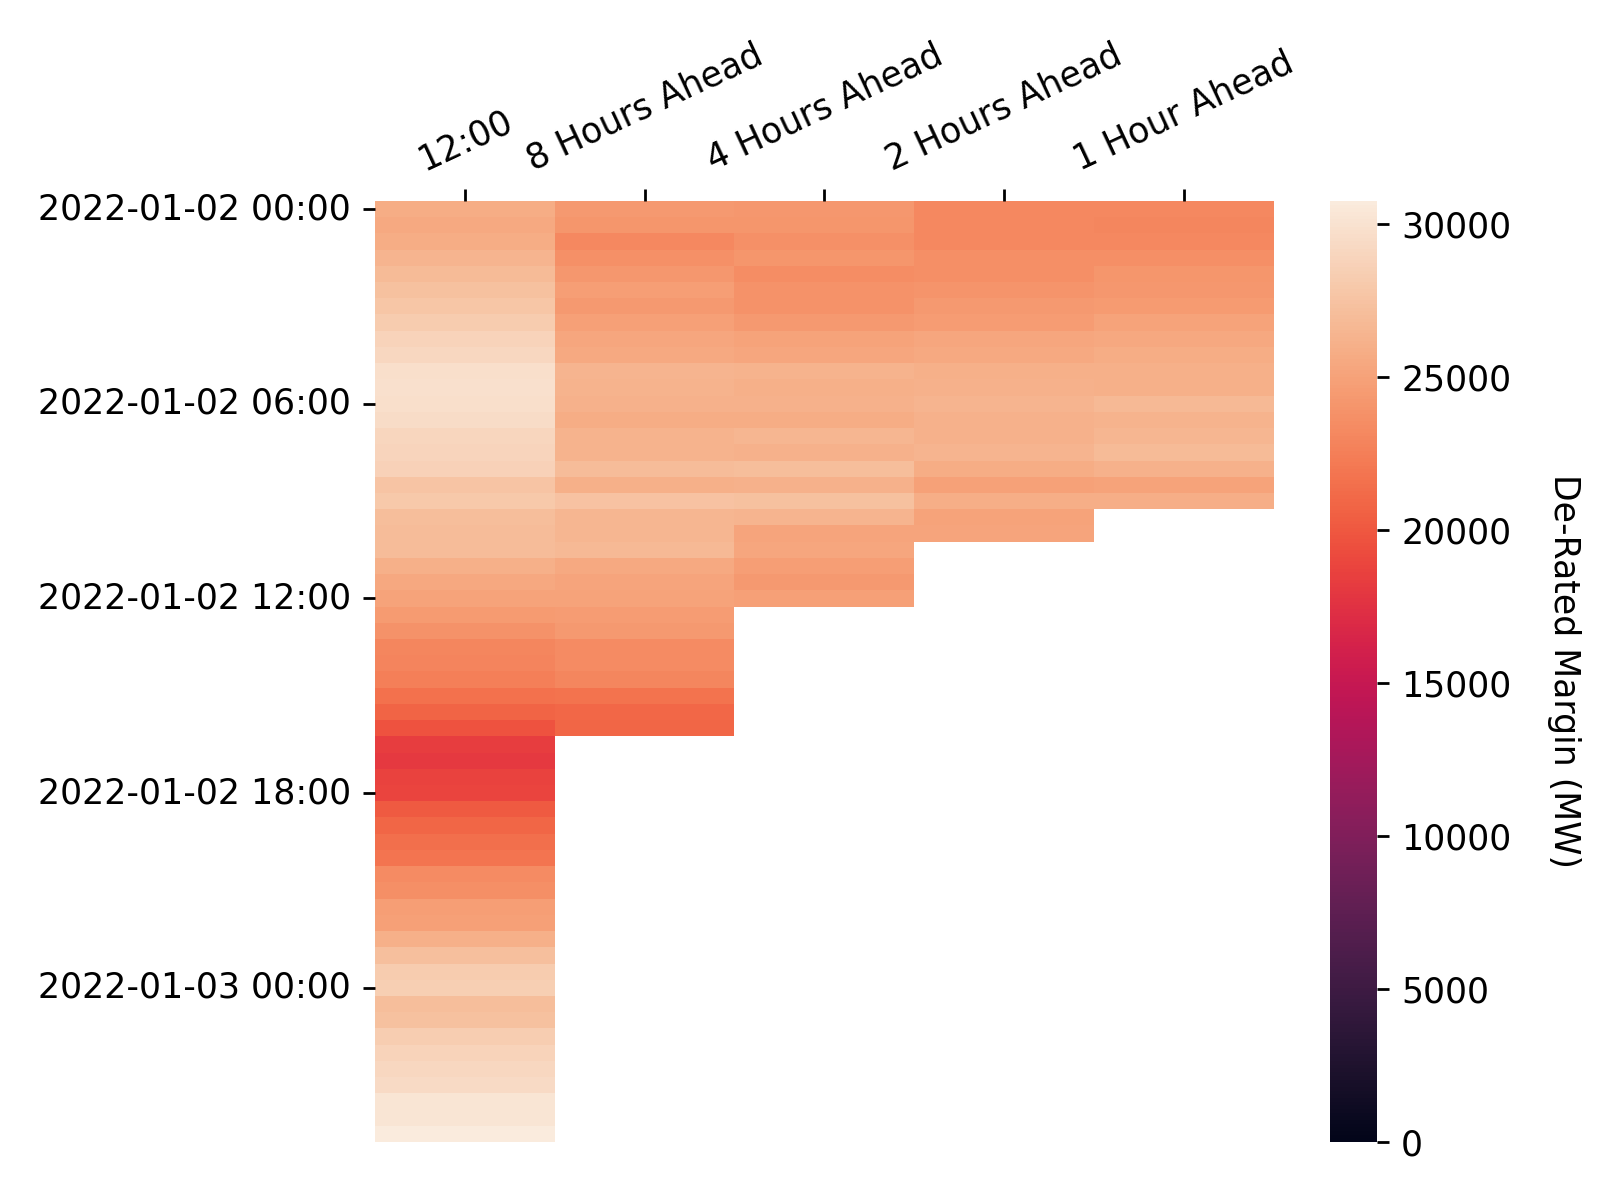 12:00
8 Hours Ahead
4 Hours Ahead
2 Hours Ahead
1 Hour Ahead
2022-01-02 00:00
2022-01-02 06:00
2022-01-02 12:00
2022-01-02 18:00
2022-01-03 00:00
30000
25000
20000
15000
10000
5000
0
De-Rated Margin (MW)